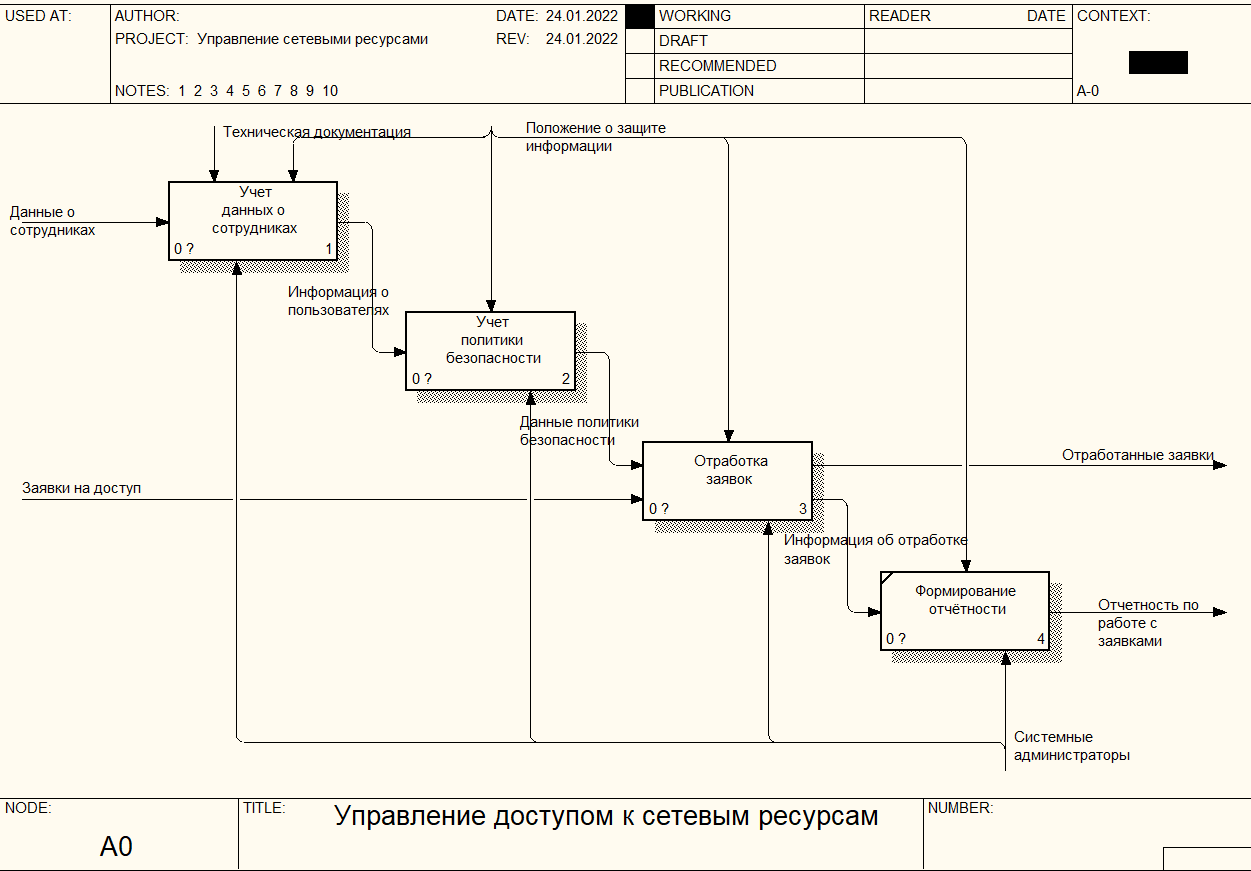 USED AT:
AUTHOR:
DATE: 24.01.2022
WORKING
READER
DATE
CONTEXT:
PROJECT: Управление сетевыми ресурсами
REV: 24.01.2022
DRAFT
RECOMMENDED
NOTES: 1 2 3 4 5 6 7 8 9 10
PUBLICATION
A-0
Техническая документация
Положение о защите
информации
Учет
данных о
сотрудниках
0 ?
1
Данные о
сотрудниках
Информация о
пользователях
Учет
политики
безопасности
0 ?
2
Данные политики
безопасности
Отработка
заявок
0 ?
3
Отработанные заявки
Заявки на доступ
Информация об отработке
заявок
Формирование
отчётности
0 ?
4
Отчетность по
работе с
заявками
Системные
администраторы
NODE:
A0
TITLE:
Управление доступом к сетевым ресурсам
NUMBER: